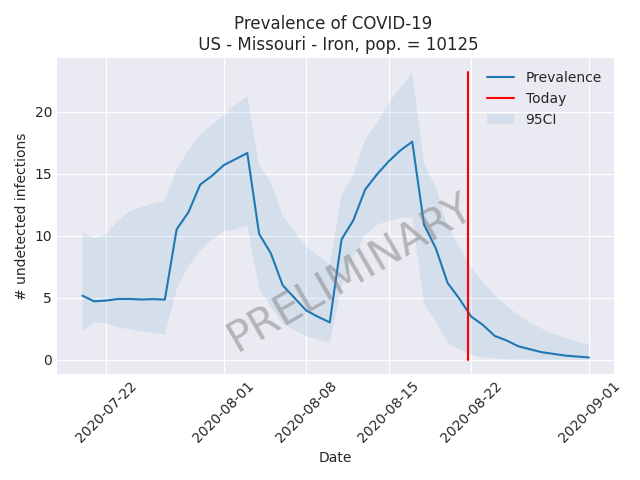 Prevalence of COVID-19
US - Missouri - Iron, pop. = 10125
Prevalence
Today
95CI
# undetected infections
20
15
10
5
0
PRELIMINARY
2020-07-22
2020-08-01
2020-08-08
2020-08-15
2020-08-22
2020-09-01
Date